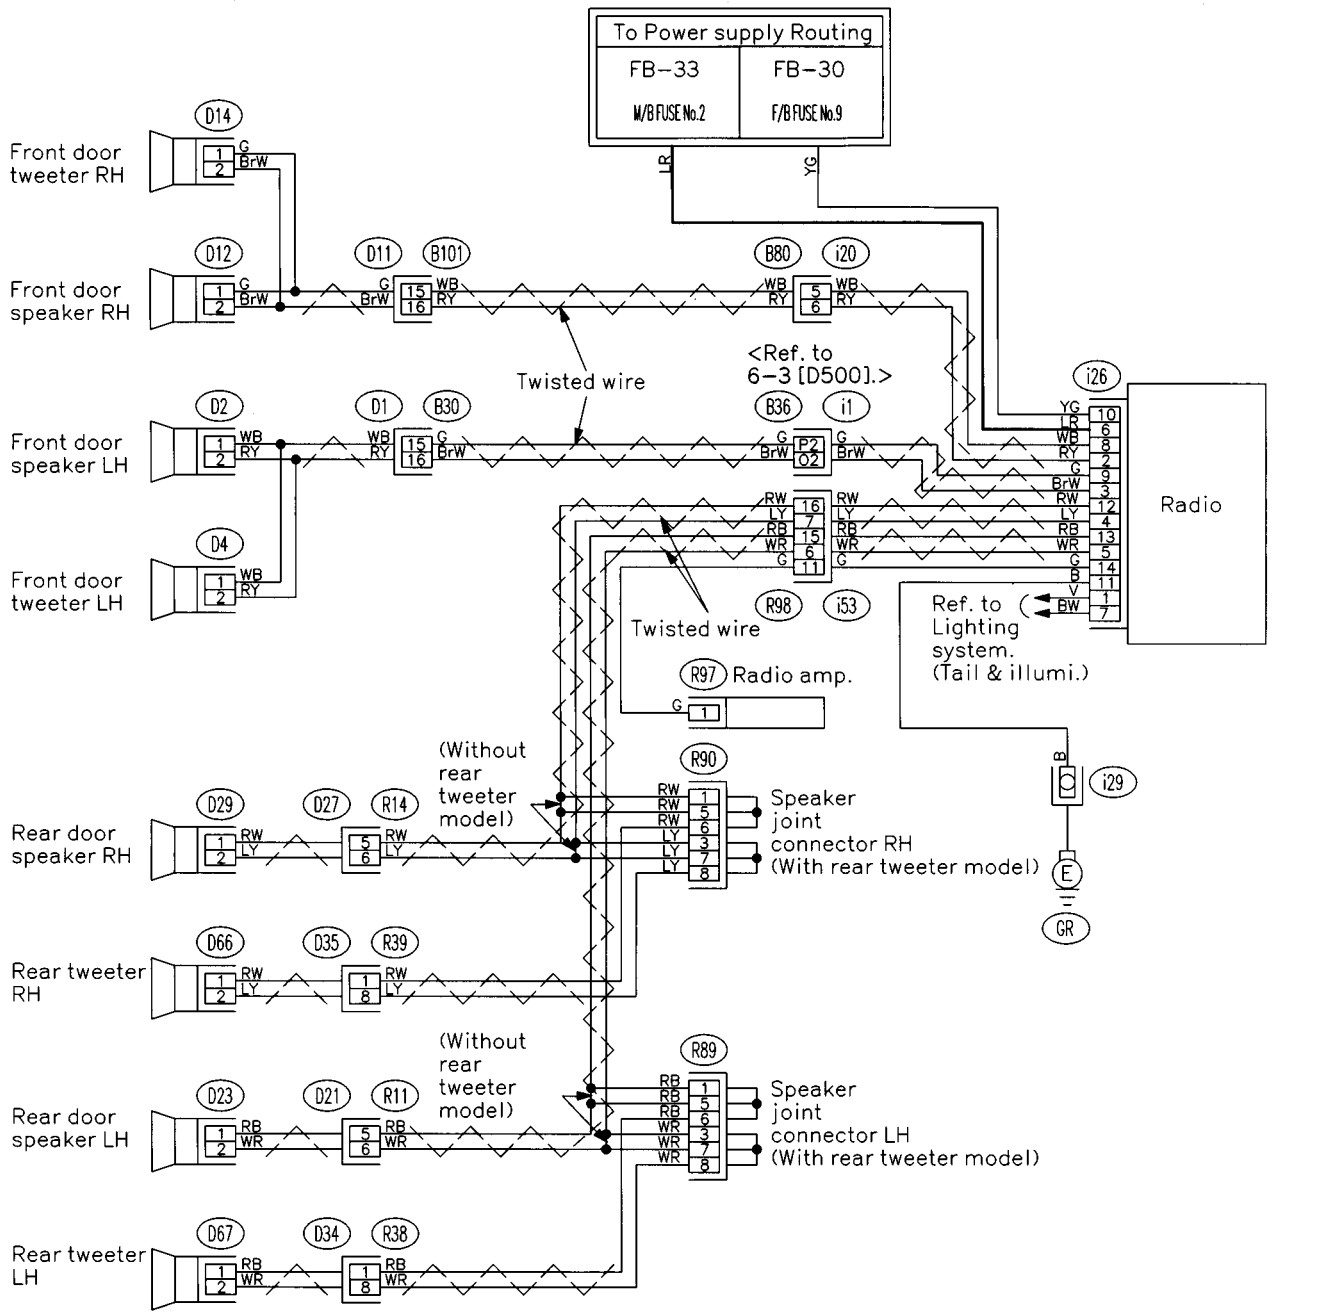 To Power supply Routing
FB-33
FB-30
M/B FUSE No.2
F/B FUSE No.9
LR
YG
D14
Front door
tweeter RH
1 G
2 BrW
D12
D11
B101
B80
i20
Front door
speaker RH
1 G
2 BrW
G 15 WB
BrW 16 RY
WB 5 WB
RY 6 RY
Twisted wire
<Ref. to
6-3 [D500].>
D2
D1
B30
B36
i1
i26
Front door
speaker LH
1 WB
2 RY
WB 15 G
RY 16 BrW
G P2 G
BrW O2 BrW
RW 16 RW
LY 7 LY
RB 15 RB
WR 6 WR
G 11 G
R98
i53
YG 10
LR 6
WB 8
RY 2
G 9
BrW 3
RW 12
LY 4
RB 13
WR 5
G 14
B 11
V 1
BW 7
Radio
D4
Front door
tweeter LH
1 WB
2 RY
Twisted wire
Ref. to
Lighting
system.
(Tail & illumi.)
R97 Radio amp.
G 1
B
i29
E
GR
(Without
rear
tweeter
model)
R90
RW 1
RW 5
RW 6
LY 3
LY 7
LY 8
Speaker
joint
connector RH
(With rear tweeter model)
D29
D27
R14
Rear door
speaker RH
1 RW
2 LY
5 RW
6 LY
D66
D35
R39
Rear tweeter
RH
1 RW
2 LY
1 RW
8 LY
(Without
rear
tweeter
model)
R89
RB 1
RB 5
RB 6
WR 3
WR 7
WR 8
Speaker
joint
connector LH
(With rear tweeter model)
D23
D21
R11
Rear door
speaker LH
1 RB
2 WR
5 RB
6 WR
D67
D34
R38
Rear tweeter
LH
1 RB
2 WR
1 RB
8 WR